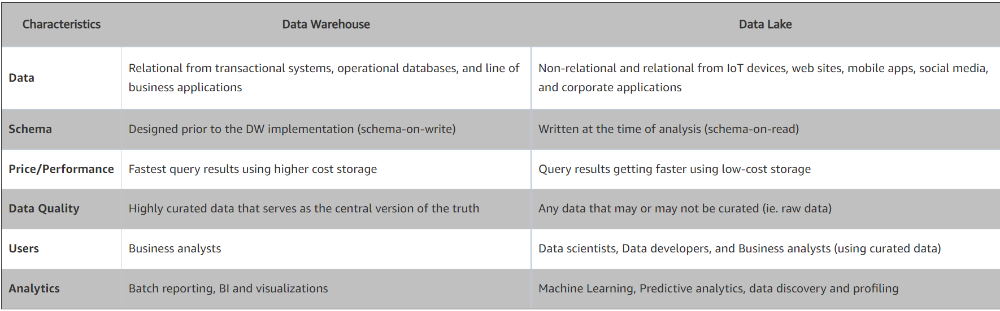 Characteristics Data Warehouse Data Lake
Data
Relational from transactional systems, operational databases, and line of
business applications
Non-relational and relational from IoT devices, web sites, mobile apps, social media,
and corporate applications
Schema
Designed prior to the DW implementation (schema-on-write)
Written at the time of analysis (schema-on-read)
Price/Performance
Fastest query results using higher cost storage
Query results getting faster using low-cost storage
Data Quality
Highly curated data that serves as the central version of the truth
Any data that may or may not be curated (ie. raw data)
Users
Business analysts
Data scientists, Data developers, and Business analysts (using curated data)
Analytics
Batch reporting, BI and visualizations
Machine Learning, Predictive analytics, data discovery and profiling